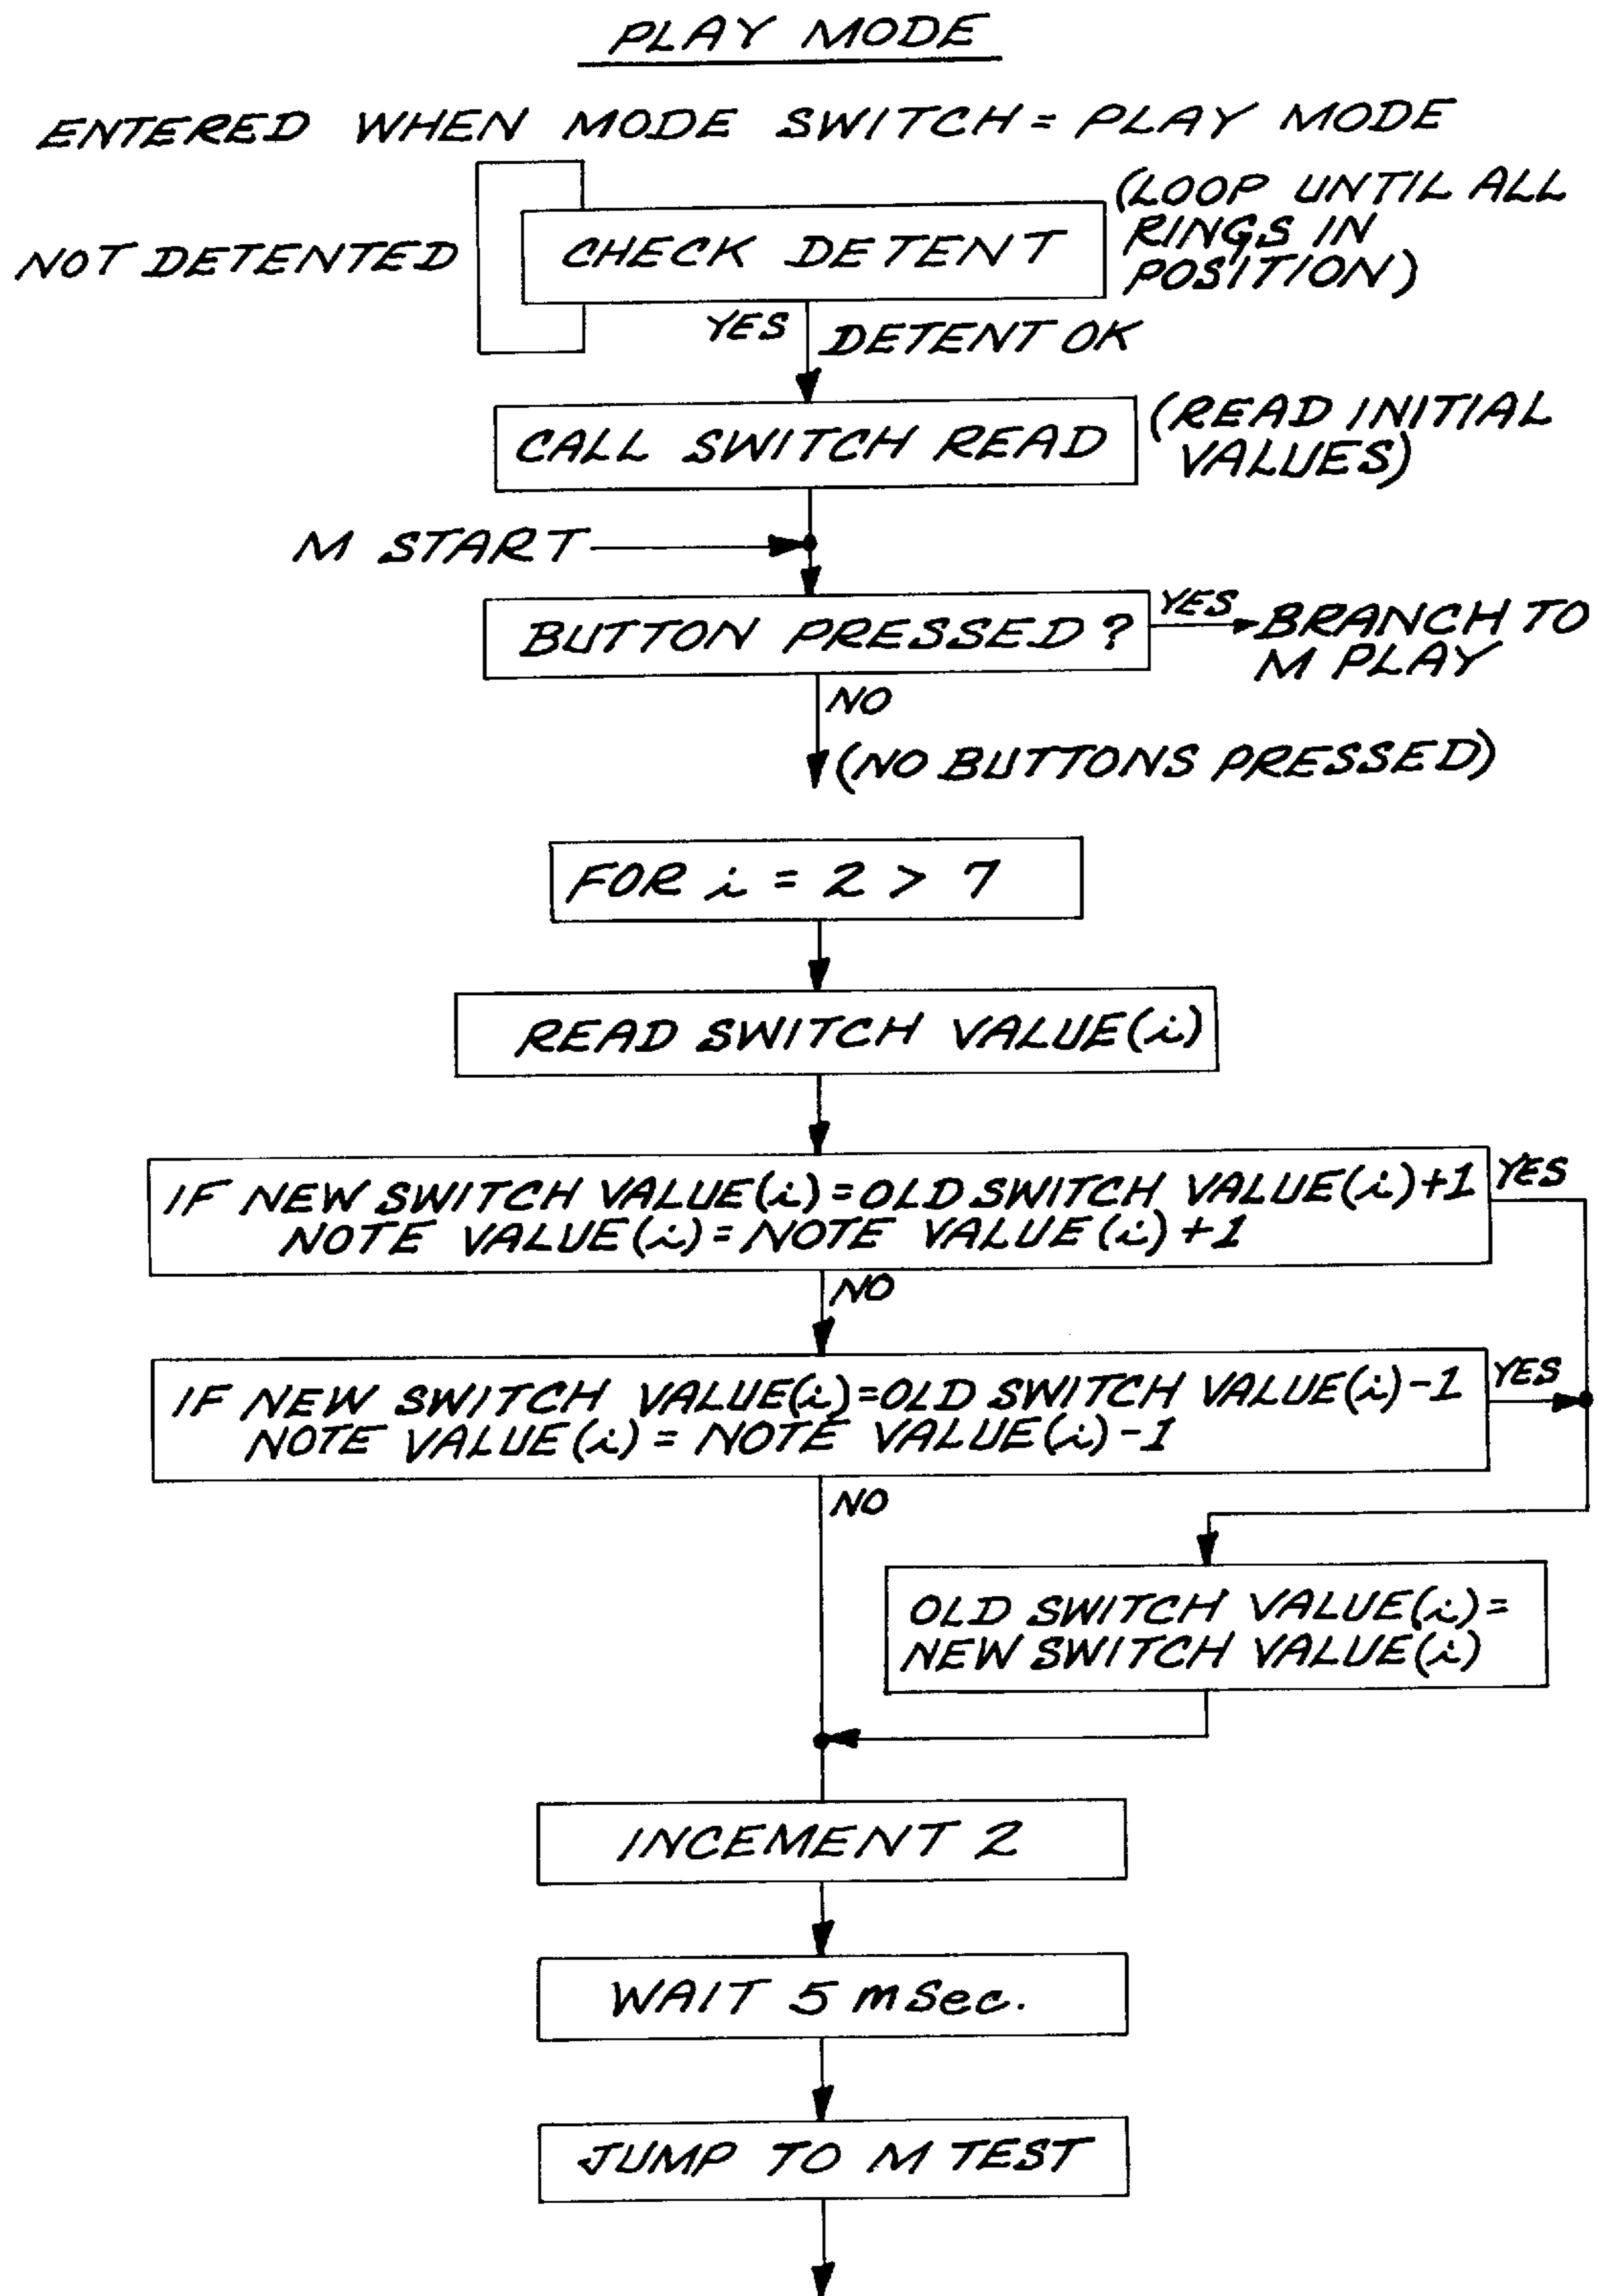 PLAY MODE
ENTERED WHEN MODE SWITCH = PLAY MODE
NOT DETENTED
CHECK DETENT
(LOOP UNTIL ALL
RINGS IN
POSITION)
YES
DETENT OK
CALL SWITCH READ
(READ INITIAL
VALUES)
M START
BUTTON PRESSED?
YES
BRANCH TO
M PLAY
NO
(NO BUTTONS PRESSED)
FOR i = 2 > 7
READ SWITCH VALUE(i)
IF NEW SWITCH VALUE(i)=OLD SWITCH VALUE(i)+1
NOTE VALUE(i)=NOTE VALUE(i)+1
YES
NO
IF NEW SWITCH VALUE(i)=OLD SWITCH VALUE(i)-1
NOTE VALUE(i) = NOTE VALUE(i)-1
YES
NO
OLD SWITCH VALUE(i)=
NEW SWITCH VALUE(i)
INCEMENT 2
WAIT 5 mSec.
JUMP TO M TEST